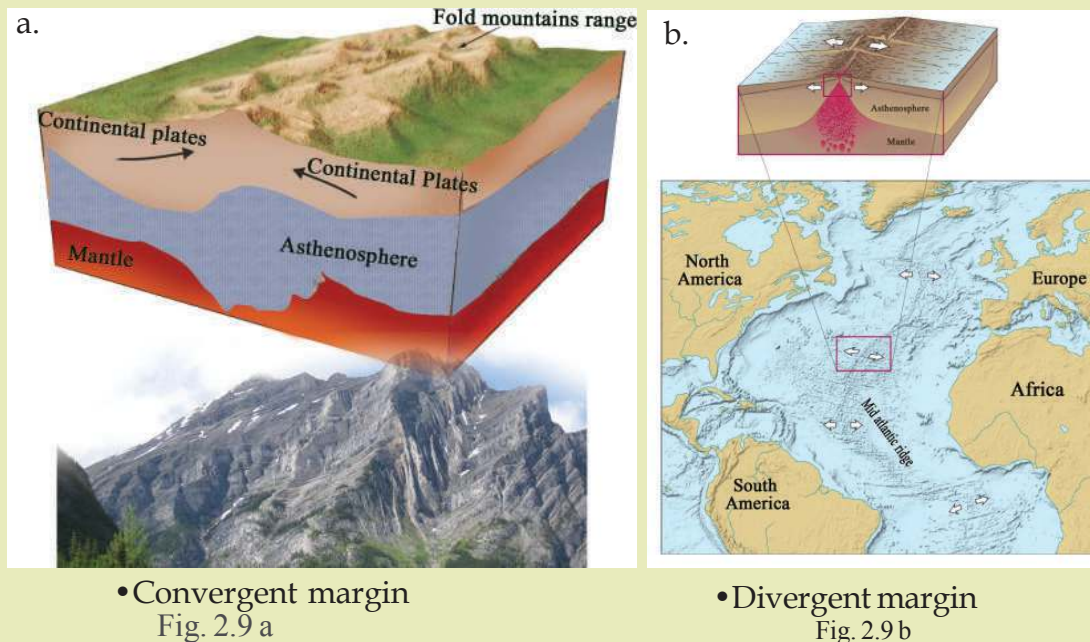 a.
Fold mountains range
Continental plates
Continental Plates
Asthenosphere
Mantle
•Convergent margin
Fig. 2.9 a
b.
Asthenosphere
Mantle
North
America
Europe
Africa
Mid atlantic ridge
South
America
•Divergent margin
Fig. 2.9 b